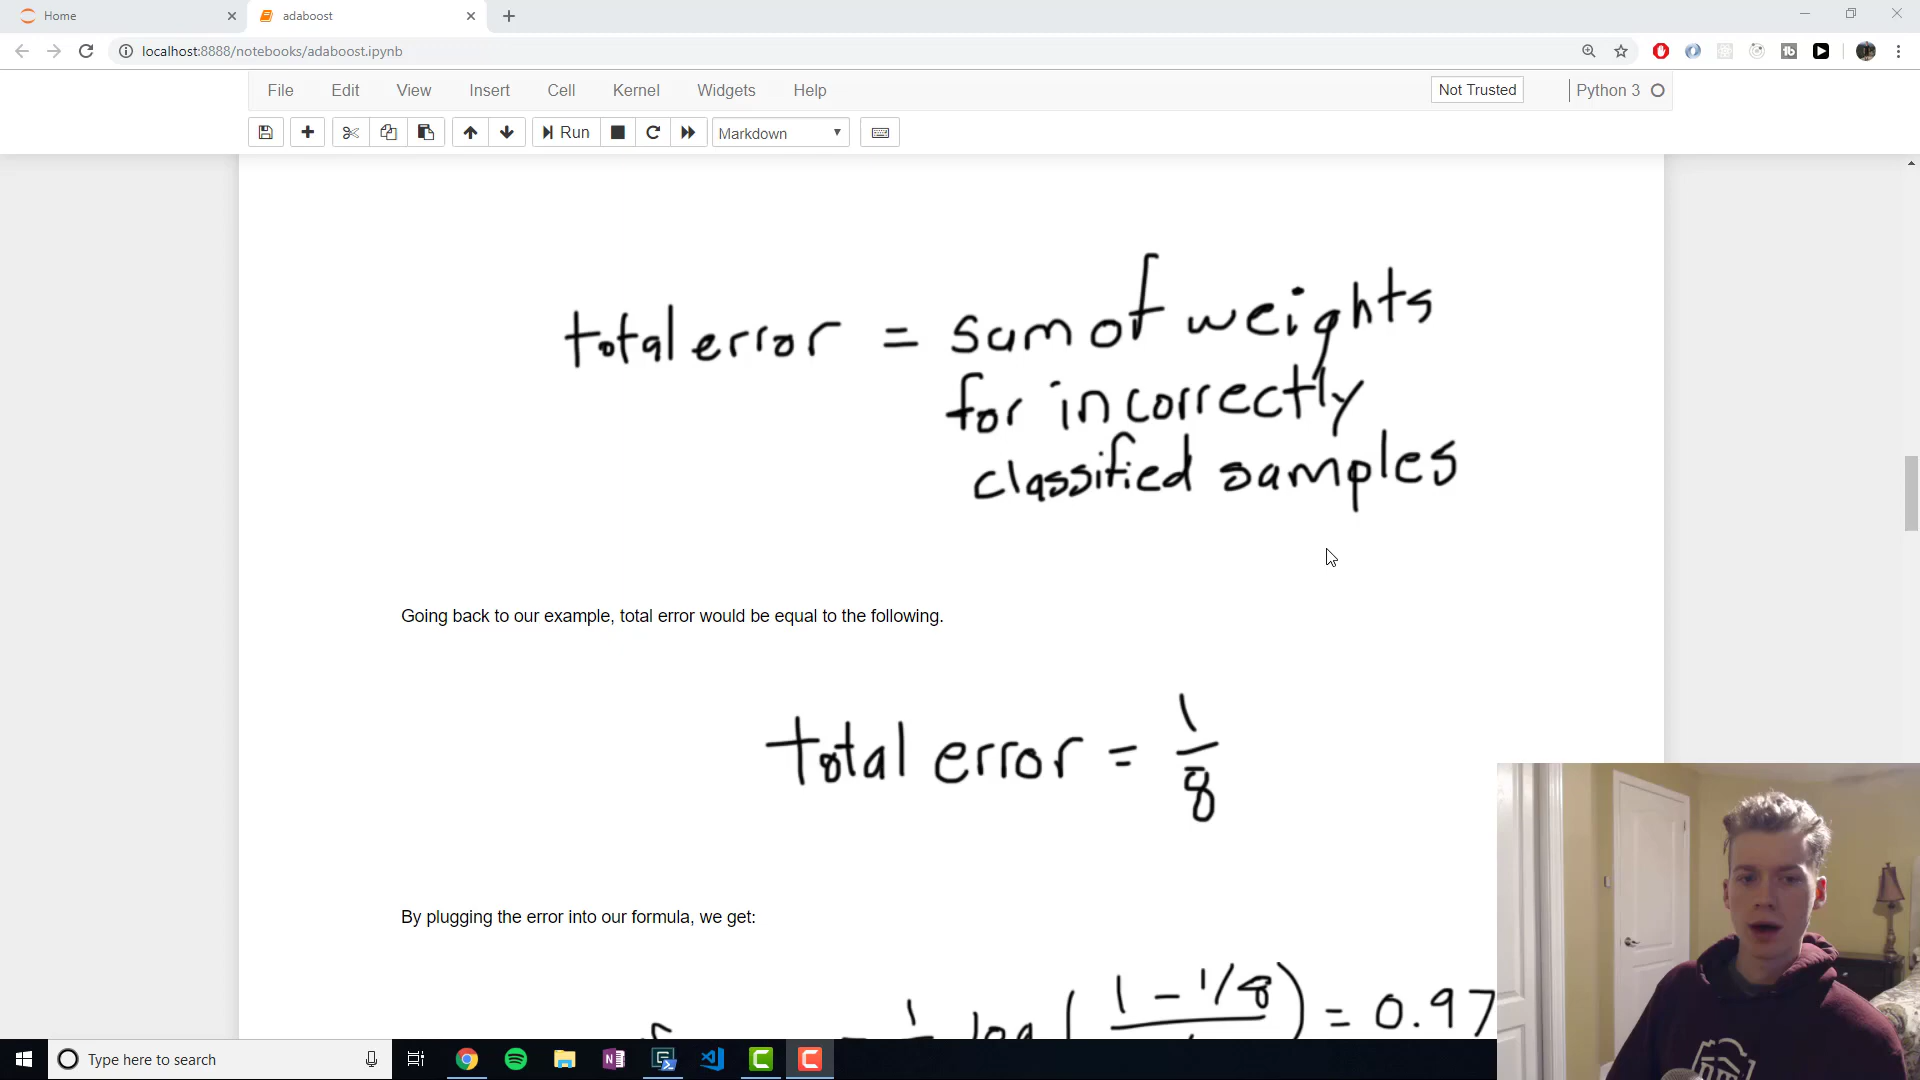 Home
adaboost
localhost:8888/notebooks/adaboost.ipynb
File Edit View Insert Cell Kernel Widgets Help
Not Trusted
Python 3
Run
Markdown
total error = sum of weights
for incorrectly
classified samples
Going back to our example, total error would be equal to the following.
total error = 1/8
By plugging the error into our formula, we get:
log ( 1 - 1/8 ) = 0.97
Type here to search